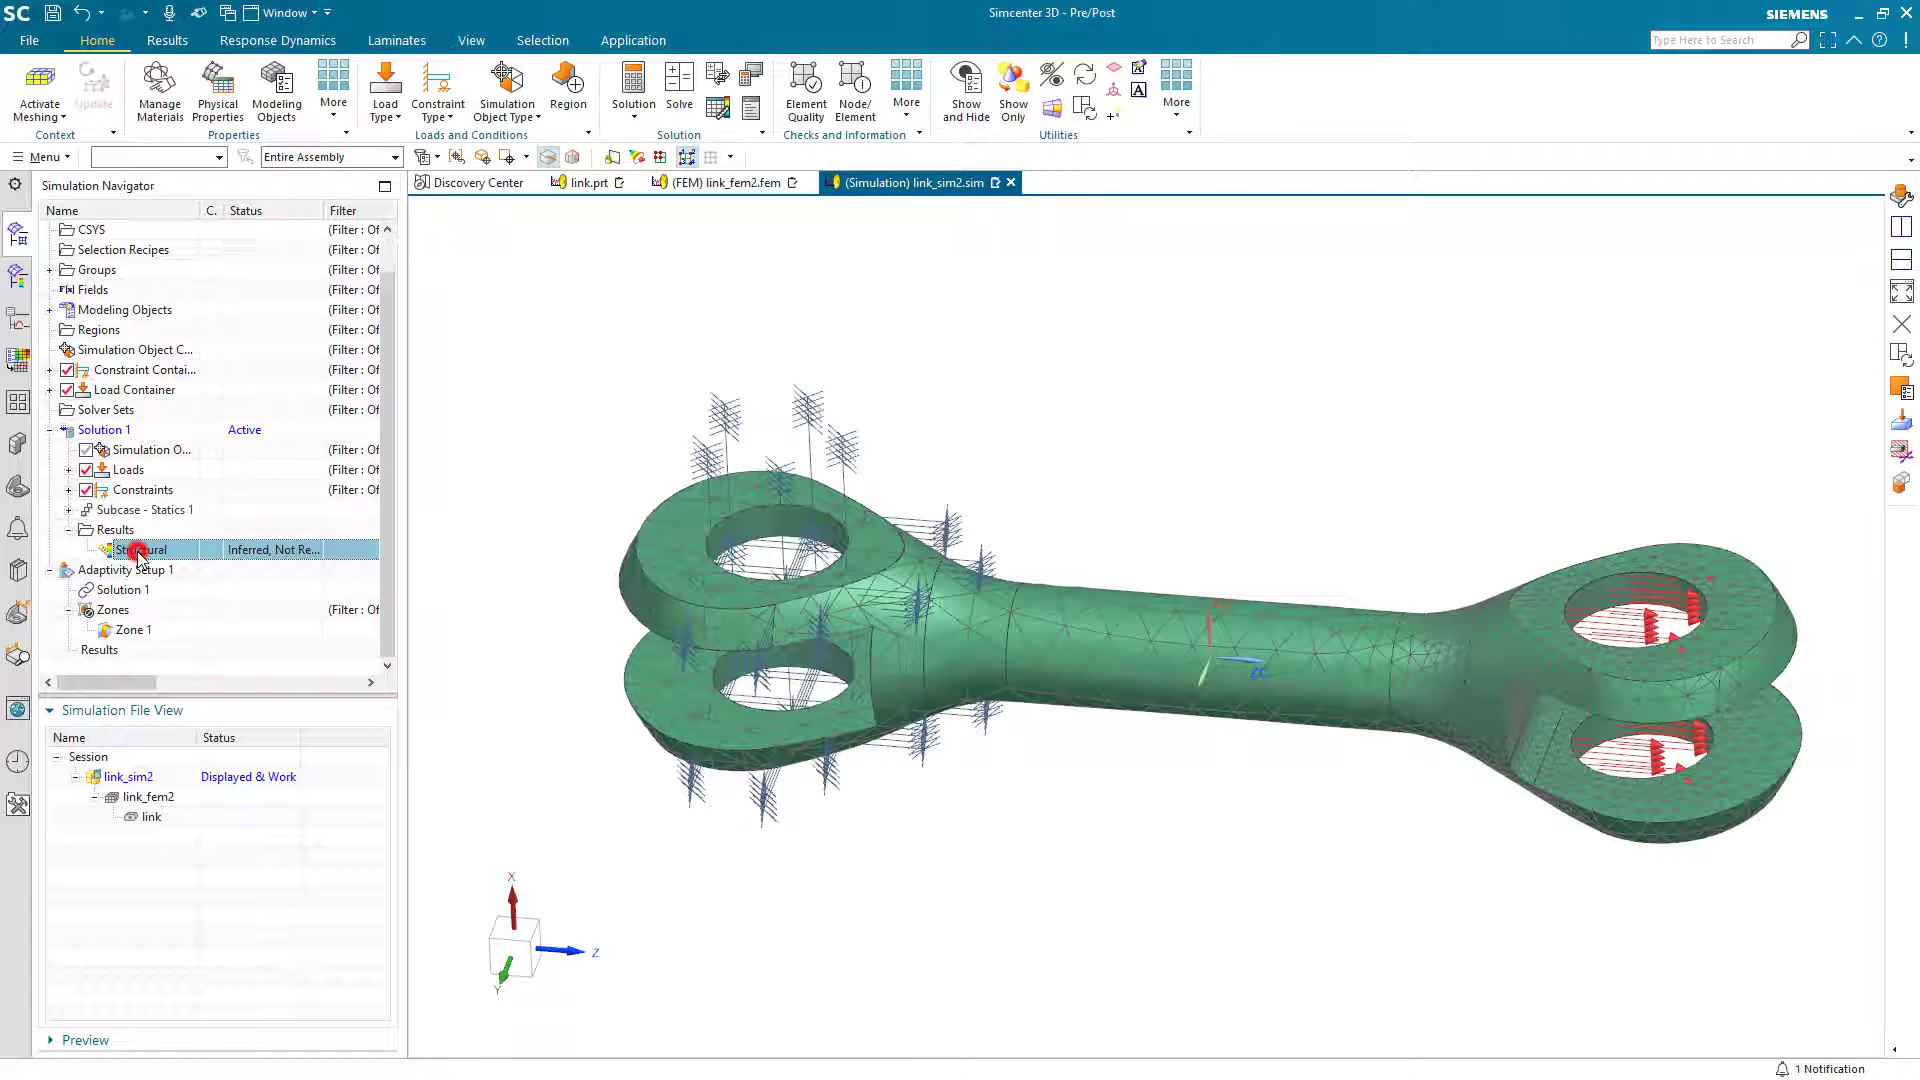 SC Window Simcenter 3D - Pre/Post SIEMENS
File Home Results Response Dynamics Laminates View Selection Application Type Here to Search
Activate Meshing
Update
Manage Materials
Physical Properties
Modeling Objects
More
Load Type
Constraint Type
Simulation Object Type
Region
Solution
Solve
Element Quality
Node/ Element
More
Show and Hide
Show Only
More
Context Properties Loads and Conditions Solution Checks and Information Utilities
Menu Entire Assembly
Simulation Navigator
Discovery Center link.prt (FEM) link_fem2.fem (Simulation) link_sim2.sim
Name C. Status Filter
CSYS (Filter : Of
Selection Recipes (Filter : Of
Groups (Filter : Of
Fields (Filter : Of
Modeling Objects (Filter : Of
Regions (Filter : Of
Simulation Object C... (Filter : Of
Constraint Contai... (Filter : Of
Load Container (Filter : Of
Solver Sets (Filter : Of
Solution 1 Active
Simulation O... (Filter : Of
Loads (Filter : Of
Constraints (Filter : Of
Subcase - Statics 1
Results
Structural Inferred, Not Re...
Adaptivity Setup 1
Solution 1
Zones (Filter : Of
Zone 1
Results
Simulation File View
Name Status
Session
link_sim2 Displayed & Work
link_fem2
link
Preview
X
Z
Y
1 Notification